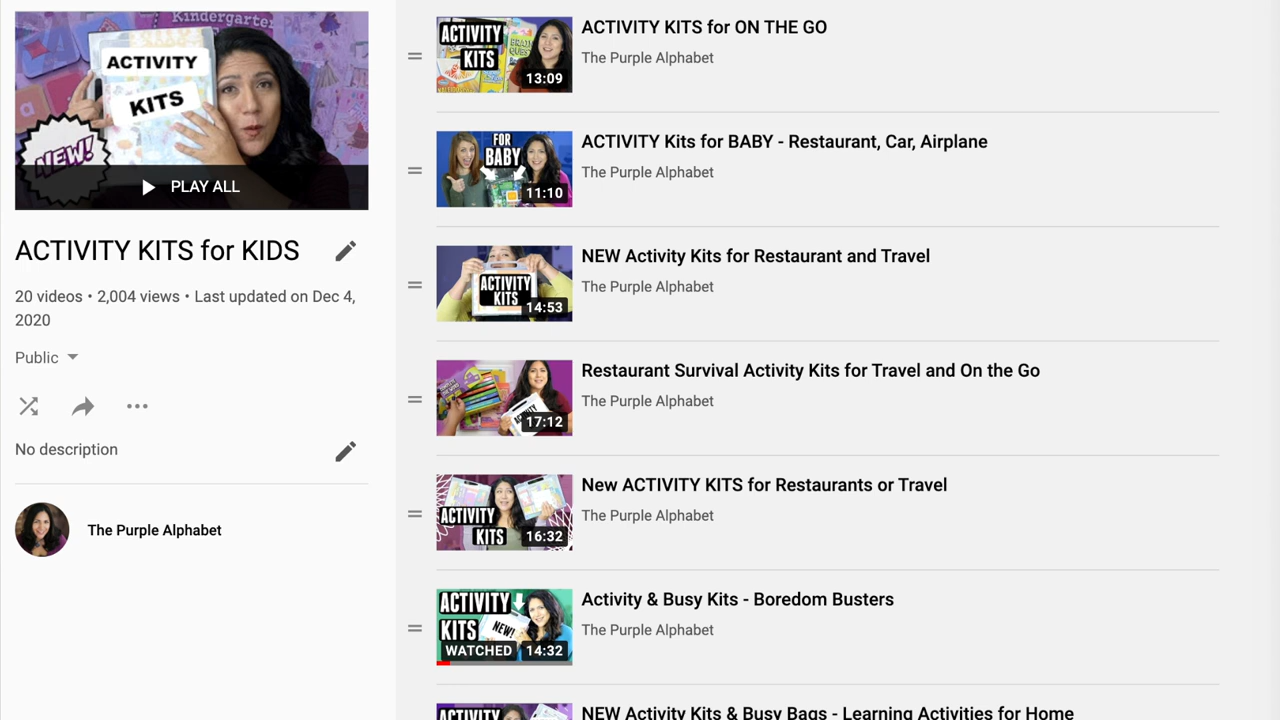 Kindergarten
ACTIVITY
KITS
NEW!
PLAY ALL
ACTIVITY KITS for KIDS
20 videos • 2,004 views • Last updated on Dec 4,
2020
Public
No description
The Purple Alphabet
ACTIVITY
KITS
BRAIN
QUEST
13:09
ACTIVITY KITS for ON THE GO
The Purple Alphabet
FOR
BABY
11:10
ACTIVITY Kits for BABY - Restaurant, Car, Airplane
The Purple Alphabet
ACTIVITY
KITS
14:53
NEW Activity Kits for Restaurant and Travel
The Purple Alphabet
17:12
Restaurant Survival Activity Kits for Travel and On the Go
The Purple Alphabet
ACTIVITY
KITS
16:32
New ACTIVITY KITS for Restaurants or Travel
The Purple Alphabet
ACTIVITY
KITS
NEW!
WATCHED
14:32
Activity & Busy Kits - Boredom Busters
The Purple Alphabet
ACTIVITY
NEW Activity Kits & Busy Bags - Learning Activities for Home